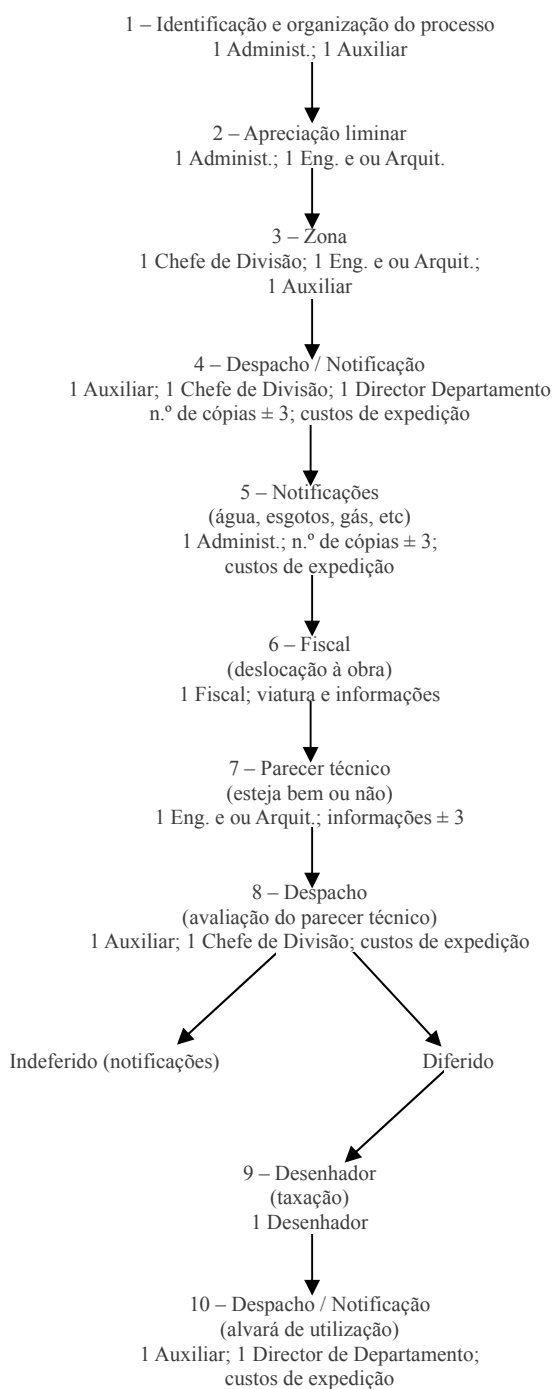 1 – Identificação e organização do processo
1 Administ.; 1 Auxiliar
2 – Apreciação liminar
1 Administ.; 1 Eng. e ou Arquit.
3 – Zona
1 Chefe de Divisão; 1 Eng. e ou Arquit.;
1 Auxiliar
4 – Despacho / Notificação
1 Auxiliar; 1 Chefe de Divisão; 1 Director Departamento
n.º de cópias ± 3; custos de expedição
5 – Notificações
(água, esgotos, gás, etc)
1 Administ.; n.º de cópias ± 3;
custos de expedição
6 – Fiscal
(deslocação à obra)
1 Fiscal; viatura e informações
7 – Parecer técnico
(esteja bem ou não)
1 Eng. e ou Arquit.; informações ± 3
8 – Despacho
(avaliação do parecer técnico)
1 Auxiliar; 1 Chefe de Divisão; custos de expedição
Indeferido (notificações)
Diferido
9 – Desenhador
(taxação)
1 Desenhador
10 – Despacho / Notificação
(alvará de utilização)
1 Auxiliar; 1 Director de Departamento;
custos de expedição